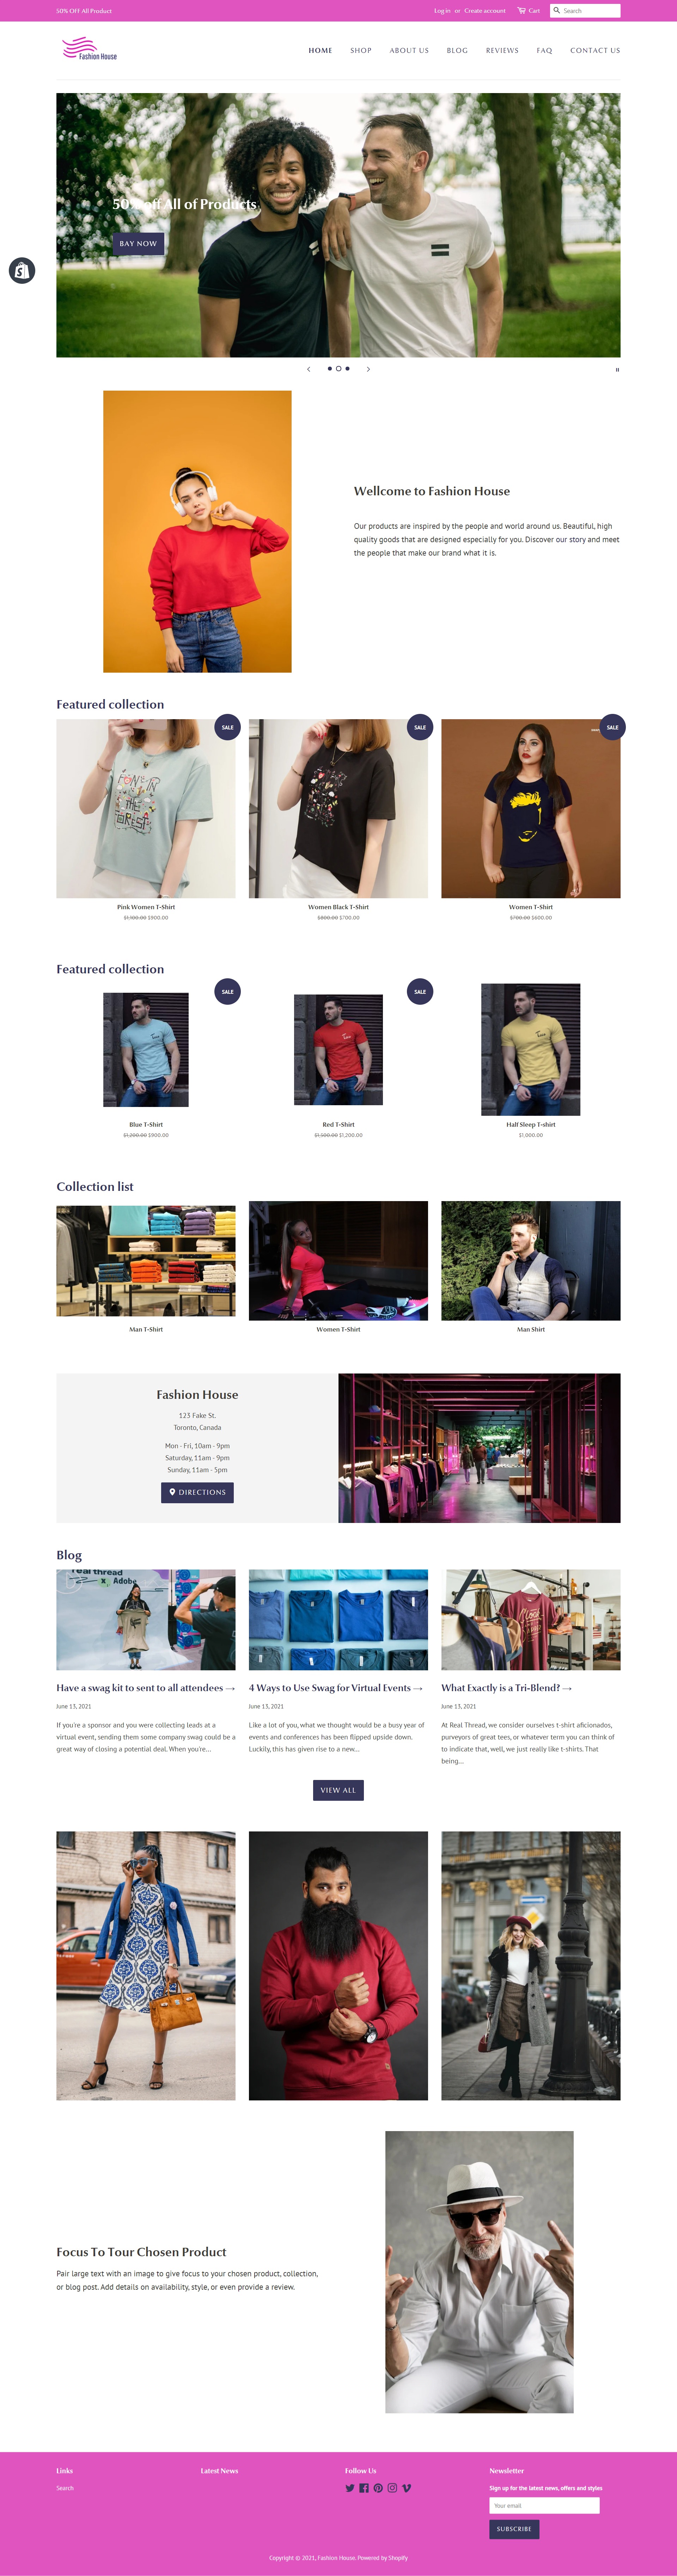 50% OFF All Product
Log in or Create account Cart Search
Fashion House
HOME SHOP ABOUT US BLOG REVIEWS FAQ CONTACT US
50% off All of Products
BAY NOW
Wellcome to Fashion House
Our products are inspired by the people and world around us. Beautiful, high
quality goods that are designed especially for you. Discover our story and meet
the people that make our brand what it is.
Featured collection
SALE SALE SALE
Pink Women T-Shirt Women Black T-Shirt Women T-Shirt
$1,100.00 $900.00 $800.00 $700.00 $700.00 $600.00
Featured collection
SALE SALE
Blue T-Shirt Red T-Shirt Half Sleep T-shirt
$1,200.00 $900.00 $1,500.00 $1,200.00 $1,000.00
Collection list
Man T-Shirt Women T-Shirt Man Shirt
Fashion House
123 Fake St.
Toronto, Canada
Mon - Fri, 10am - 9pm
Saturday, 11am - 9pm
Sunday, 11am - 5pm
DIRECTIONS
Blog
real thread
Adobe
Have a swag kit to sent to all attendees →
June 13, 2021
If you're a sponsor and you were collecting leads at a
virtual event, sending them some company swag could be a
great way of closing a potential deal. When you're...
4 Ways to Use Swag for Virtual Events →
June 13, 2021
Like a lot of you, what we thought would be a busy year of
events and conferences has been flipped upside down.
Luckily, this has given rise to a new...
What Exactly is a Tri-Blend? →
June 13, 2021
At Real Thread, we consider ourselves t-shirt aficionados,
purveyors of great tees, or whatever term you can think of
to indicate that, well, we just really like t-shirts. That
being...
VIEW ALL
Focus To Tour Chosen Product
Pair large text with an image to give focus to your chosen product, collection,
or blog post. Add details on availability, style, or even provide a review.
Links
Search
Latest News
Follow Us
Newsletter
Sign up for the latest news, offers and styles
Your email
SUBSCRIBE
Copyright © 2021, Fashion House. Powered by Shopify